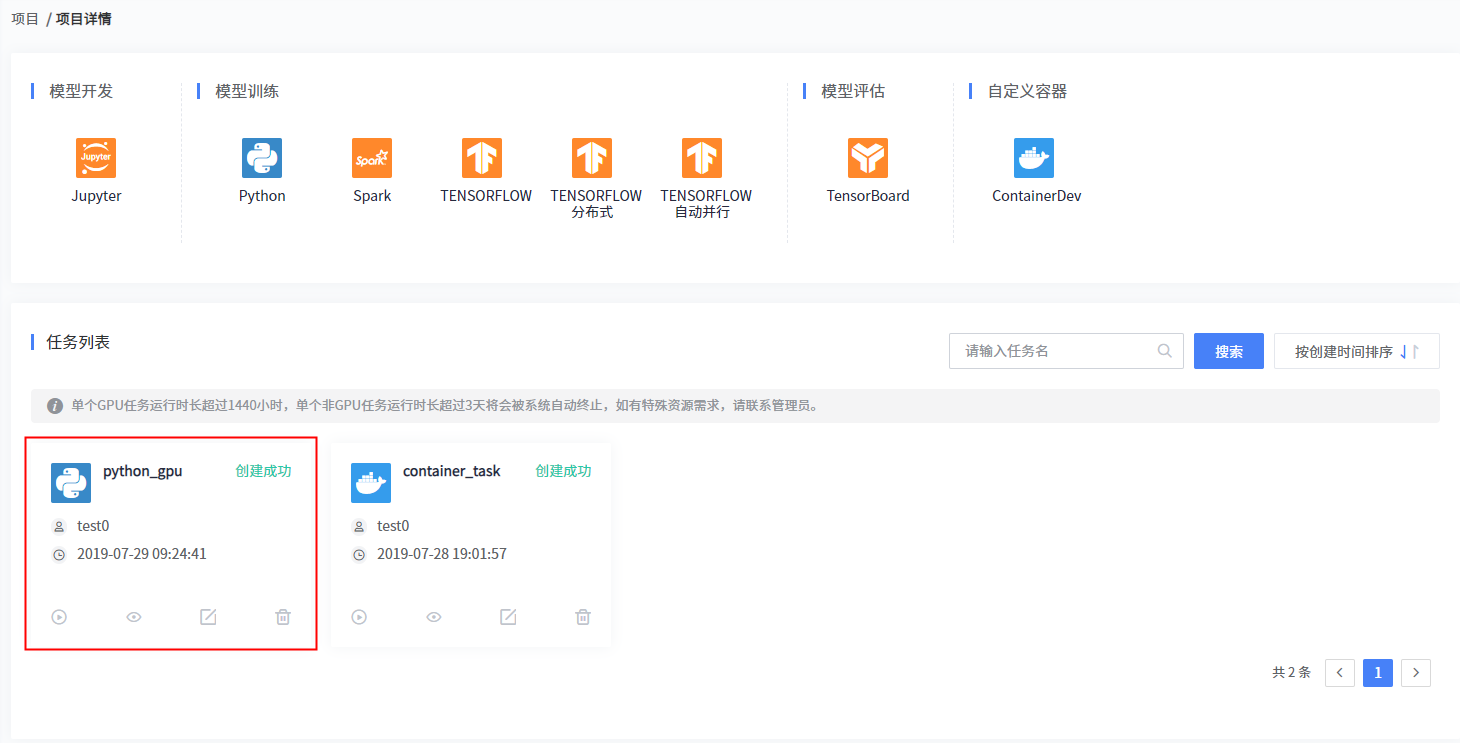 项目 / 项目详情
模型开发
模型训练
模型评估
自定义容器
Jupyter
Spark
Jupyter
Python
Spark
TENSORFLOW
TENSORFLOW
分布式
TENSORFLOW
自动并行
TensorBoard
ContainerDev
任务列表
请输入任务名
搜索
按创建时间排序
单个GPU任务运行时长超过1440小时，单个非GPU任务运行时长超过3天将会被系统自动终止，如有特殊资源需求，请联系管理员。
python_gpu
创建成功
test0
2019-07-29 09:24:41
container_task
创建成功
test0
2019-07-28 19:01:57
共 2 条
1